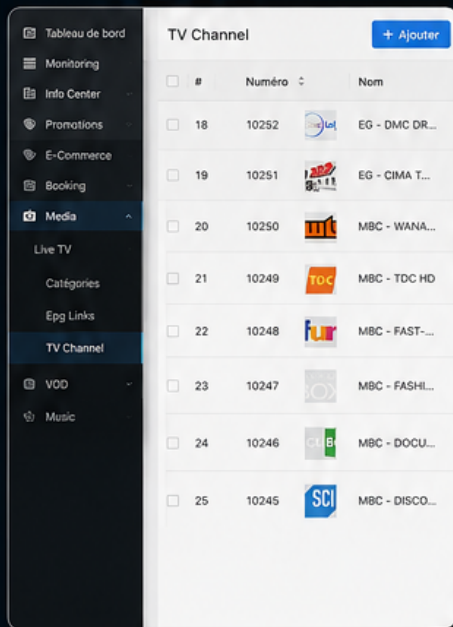 Tableau de bord
Monitoring
Info Center
Promotions
E-Commerce
Booking
Media
Live TV
Catégories
Epg Links
TV Channel
VOD
Music
TV Channel
+ Ajouter
# Numéro Nom
18 10252 EG - DMC DR...
19 10251 EG - CIMA T...
20 10250 MBC - WANA...
21 10249 TDC MBC - TDC HD
22 10248 fur MBC - FAST-...
23 10247 BOX MBC - FASHI...
24 10246 MBC - DOCU...
25 10245 SCI MBC - DISCO...